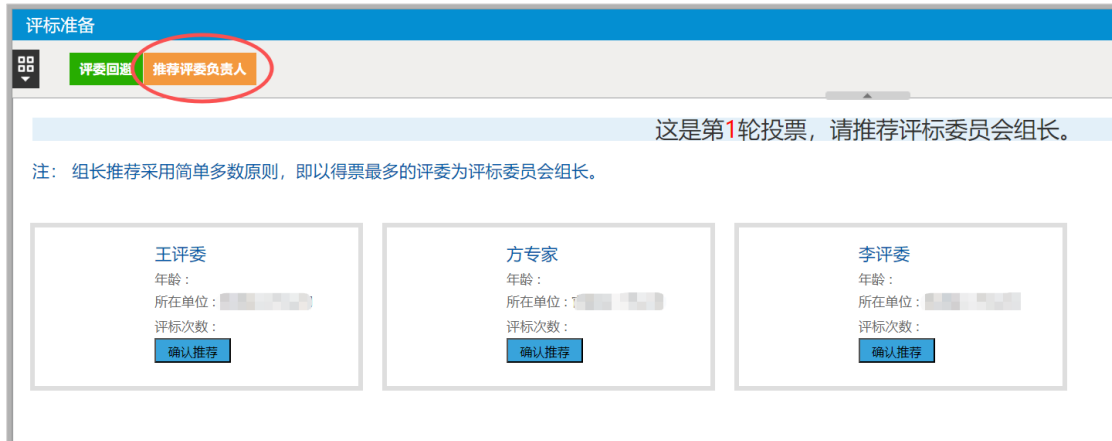 评标准备
评委回避 推荐评委负责人
这是第1轮投票，请推荐评标委员会组长。
注： 组长推荐采用简单多数原则，即以得票最多的评委为评标委员会组长。
王评委 方专家 李评委
年龄： 年龄： 年龄：
所在单位： 所在单位： 所在单位：
评标次数： 评标次数： 评标次数：
确认推荐 确认推荐 确认推荐